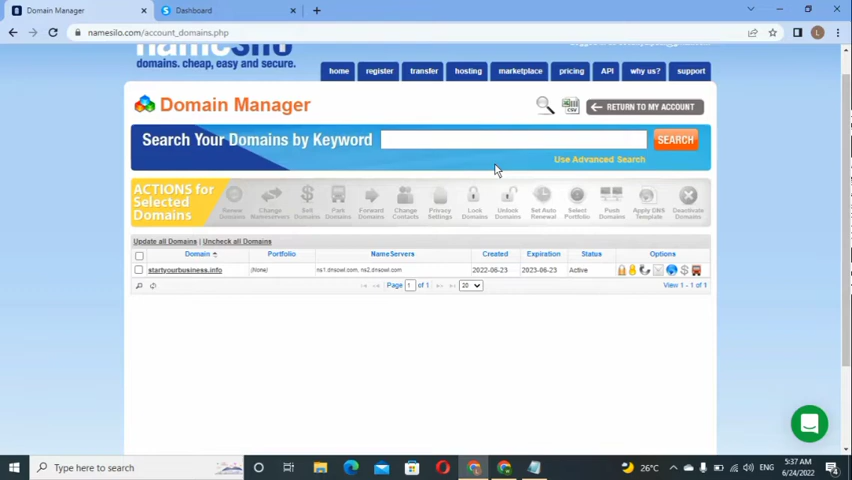 Domain Manager
Dashboard
namesilo.com/account_domains.php
L
namesilo
domains. cheap, easy and secure.
home
register
transfer
hosting
marketplace
pricing
API
why us?
support
Domain Manager
CSV
RETURN TO MY ACCOUNT
Search Your Domains by Keyword
SEARCH
Use Advanced Search
ACTIONS for
Selected
Domains
Renew Domains
Change Nameservers
Sell Domains
Park Domains
Forward Domains
Change Contacts
Privacy Settings
Lock Domains
Unlock Domains
Set Auto Renewal
Select Portfolio
Push Domains
Apply DNS Template
Deactivate Domains
Update all Domains | Uncheck all Domains
Domain Portfolio NameServers Created Expiration Status Options
startyourbusiness.info (None) ns1.dnsowl.com, ns2.dnsowl.com 2022-06-23 2023-06-23 Active
Page 1 of 1 20 View 1 - 1 of 1
Type here to search
26°C
ENG
5:37 AM
6/24/2022
4